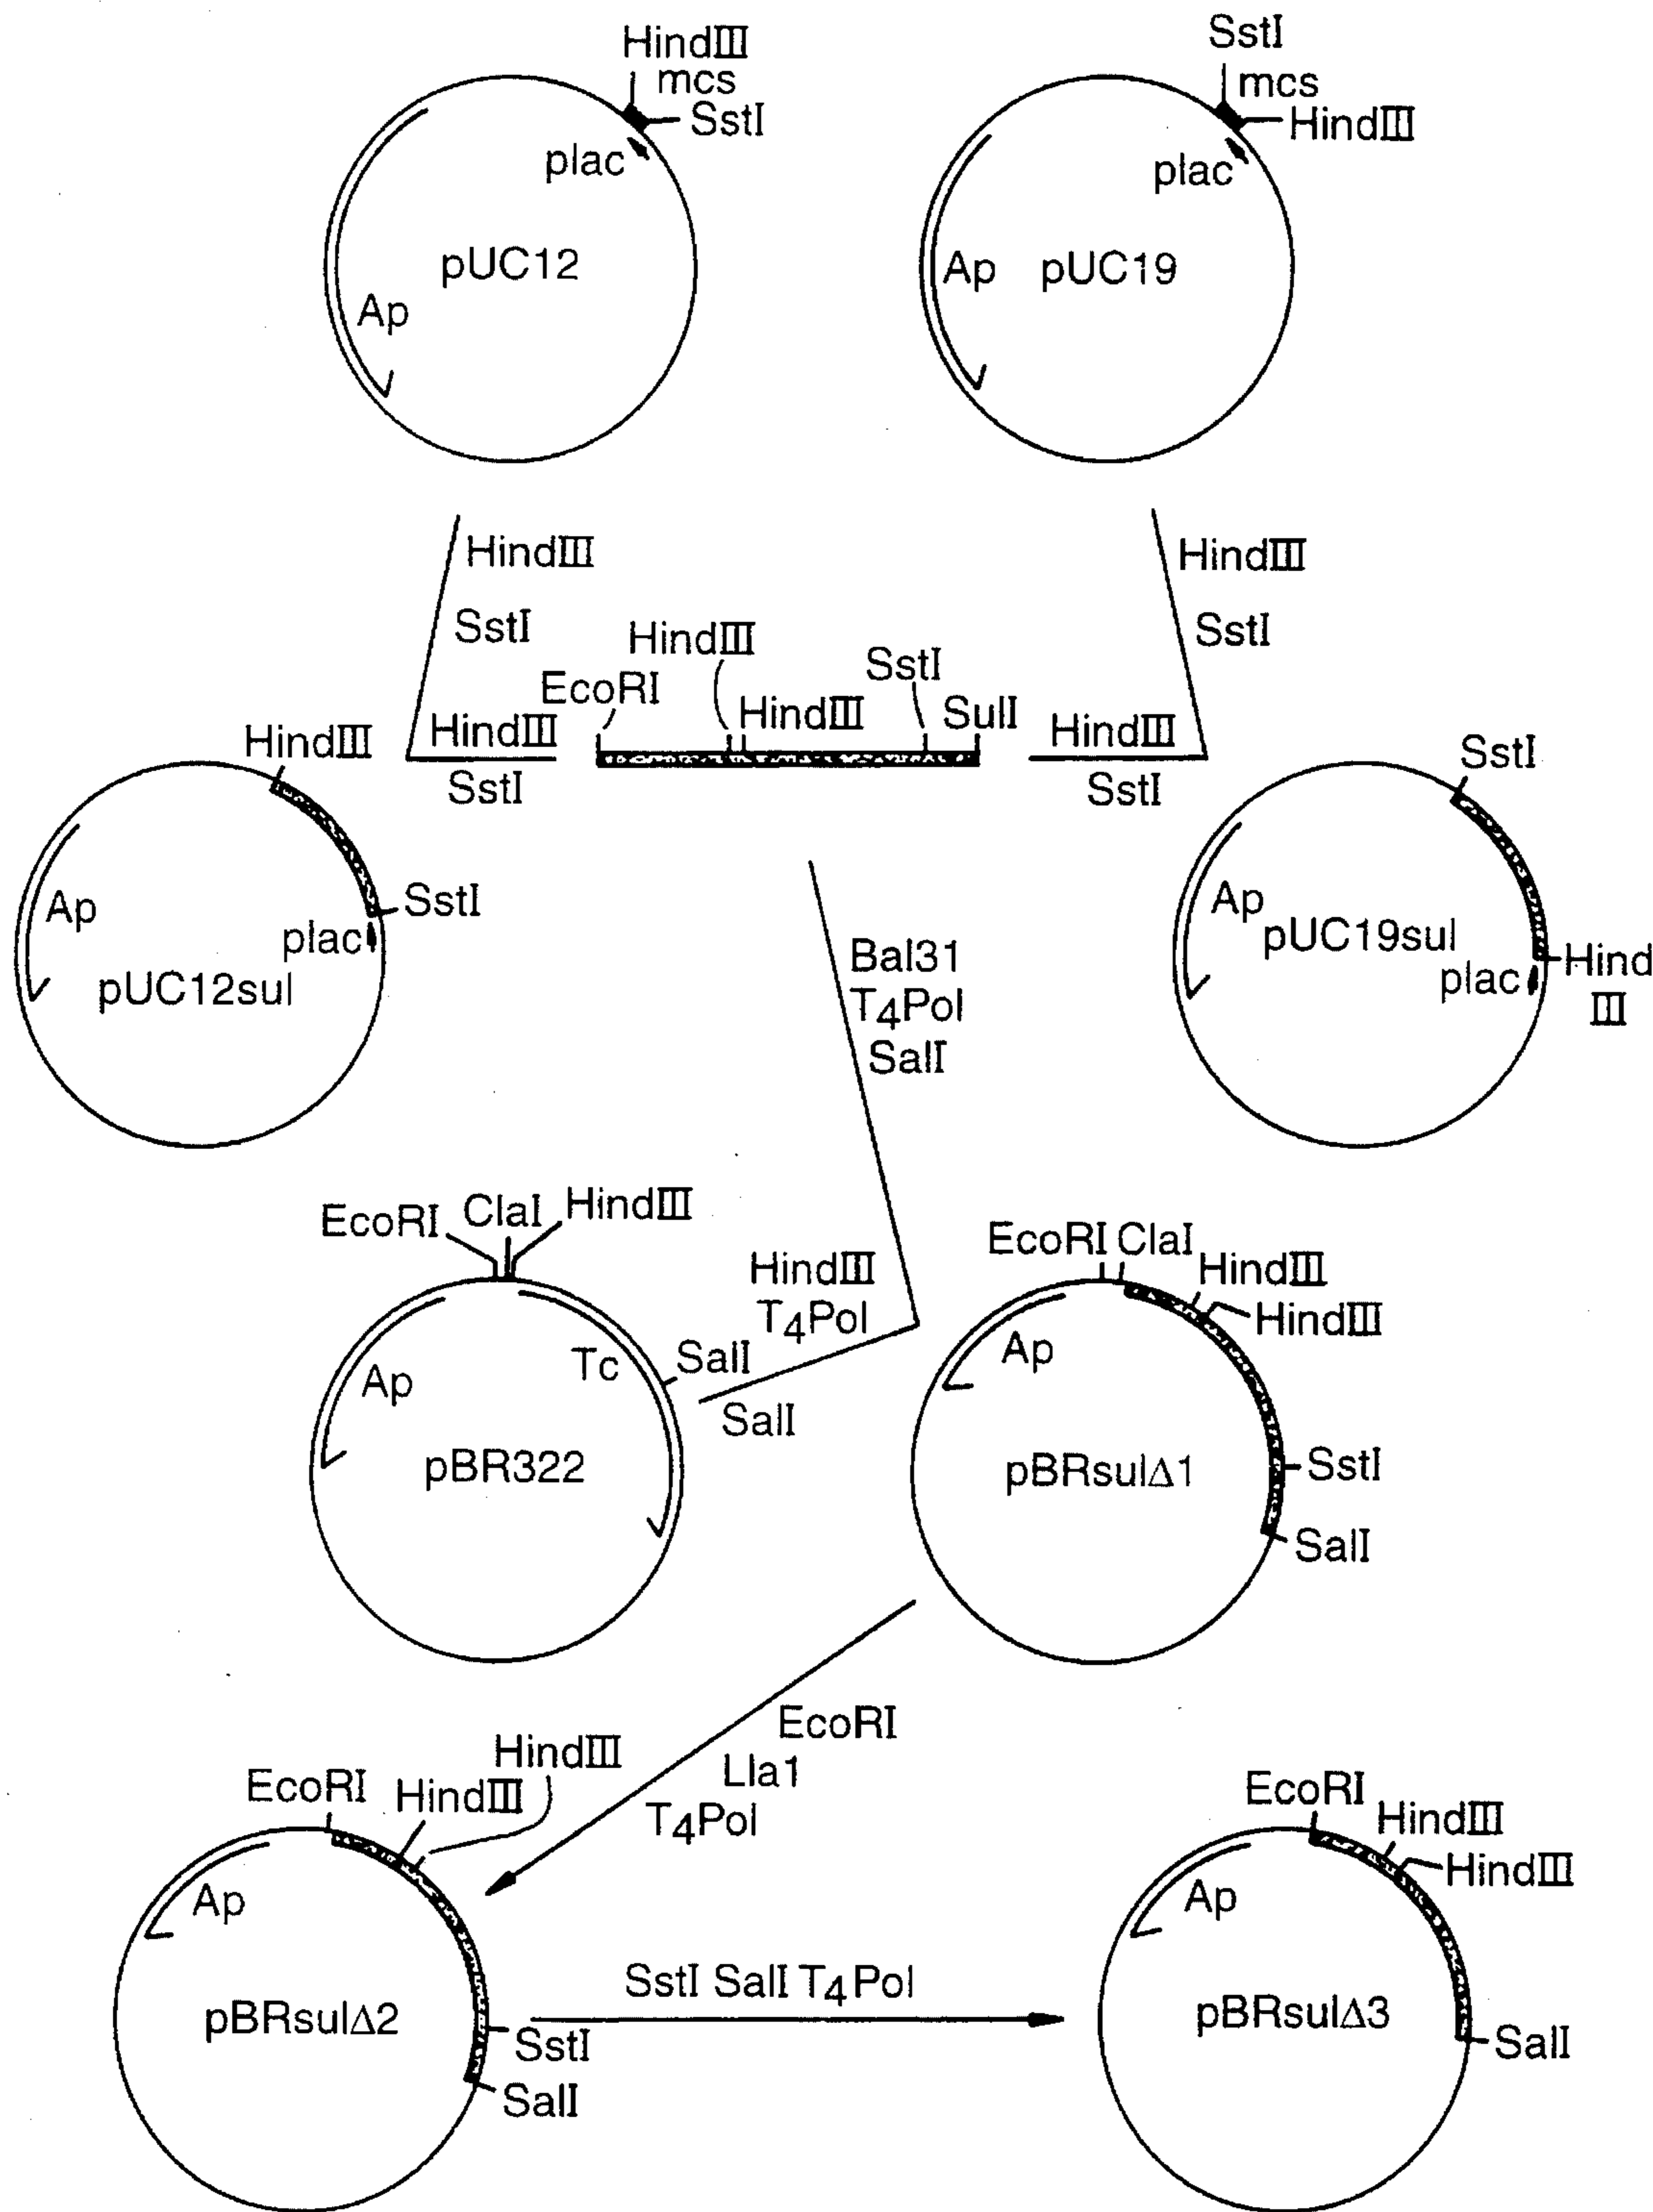 HindIII
mcs
SstI
plac
pUC12
Ap
SstI
mcs
HindIII
plac
Ap
pUC19
HindIII
SstI
HindIII
SstI
HindIII
EcoRI
HindIII
SstI
SulI
HindIII
SstI
HindIII
SstI
HindIII
Ap
SstI
plac
pUC12sul
SstI
Ap
pUC19sul
plac
Hind
III
Bal31
T4Pol
SalI
EcoRI
ClaI
HindIII
Ap
Tc
SalI
pBR322
HindIII
T4Pol
SalI
EcoRI
ClaI
HindIII
HindIII
Ap
pBRsulΔ1
SstI
SalI
EcoRI
Lla1
T4Pol
EcoRI
HindIII
HindIII
Ap
pBRsulΔ2
SstI
SalI
SstI SalI T4Pol
EcoRI
HindIII
HindIII
Ap
pBRsulΔ3
SalI